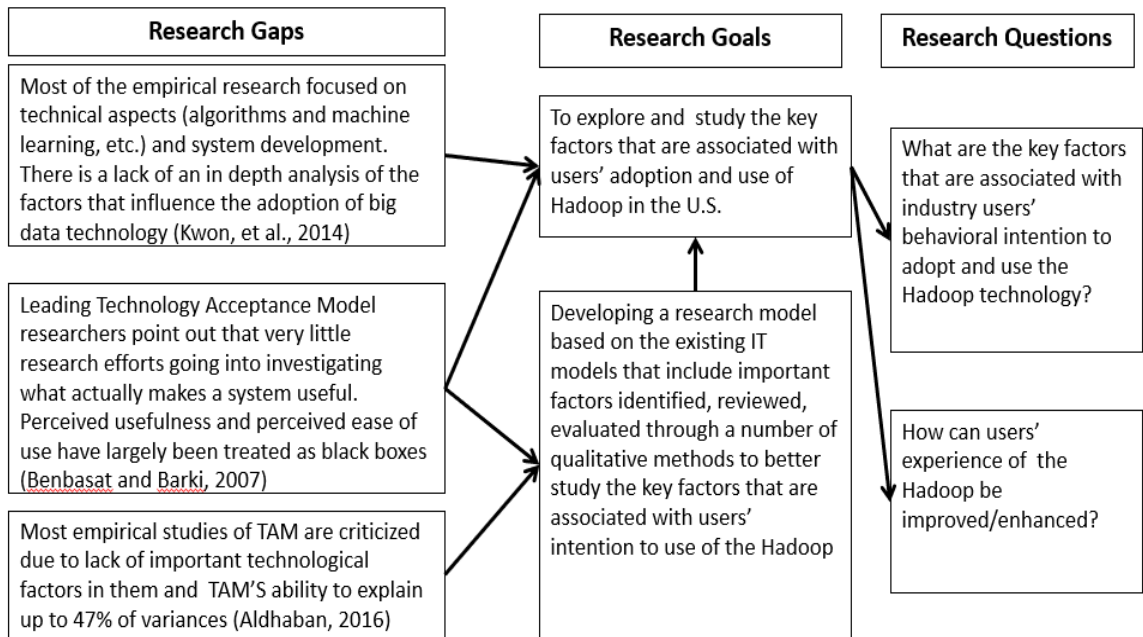 Research Gaps
Most of the empirical research focused on
technical aspects (algorithms and machine
learning, etc.) and system development.
There is a lack of an in depth analysis of the
factors that influence the adoption of big
data technology (Kwon, et al., 2014)
Leading Technology Acceptance Model
researchers point out that very little
research efforts going into investigating
what actually makes a system useful.
Perceived usefulness and perceived ease of
use have largely been treated as black boxes
(Benbasat and Barki, 2007)
Most empirical studies of TAM are criticized
due to lack of important technological
factors in them and TAM'S ability to explain
up to 47% of variances (Aldhaban, 2016)
Research Goals
To explore and study the key
factors that are associated with
users' adoption and use of
Hadoop in the U.S.
Developing a research model
based on the existing IT
models that include important
factors identified, reviewed,
evaluated through a number of
qualitative methods to better
study the key factors that are
associated with users'
intention to use of the Hadoop
Research Questions
What are the key factors
that are associated with
industry users'
behavioral intention to
adopt and use the
Hadoop technology?
How can users'
experience of the
Hadoop be
improved/enhanced?